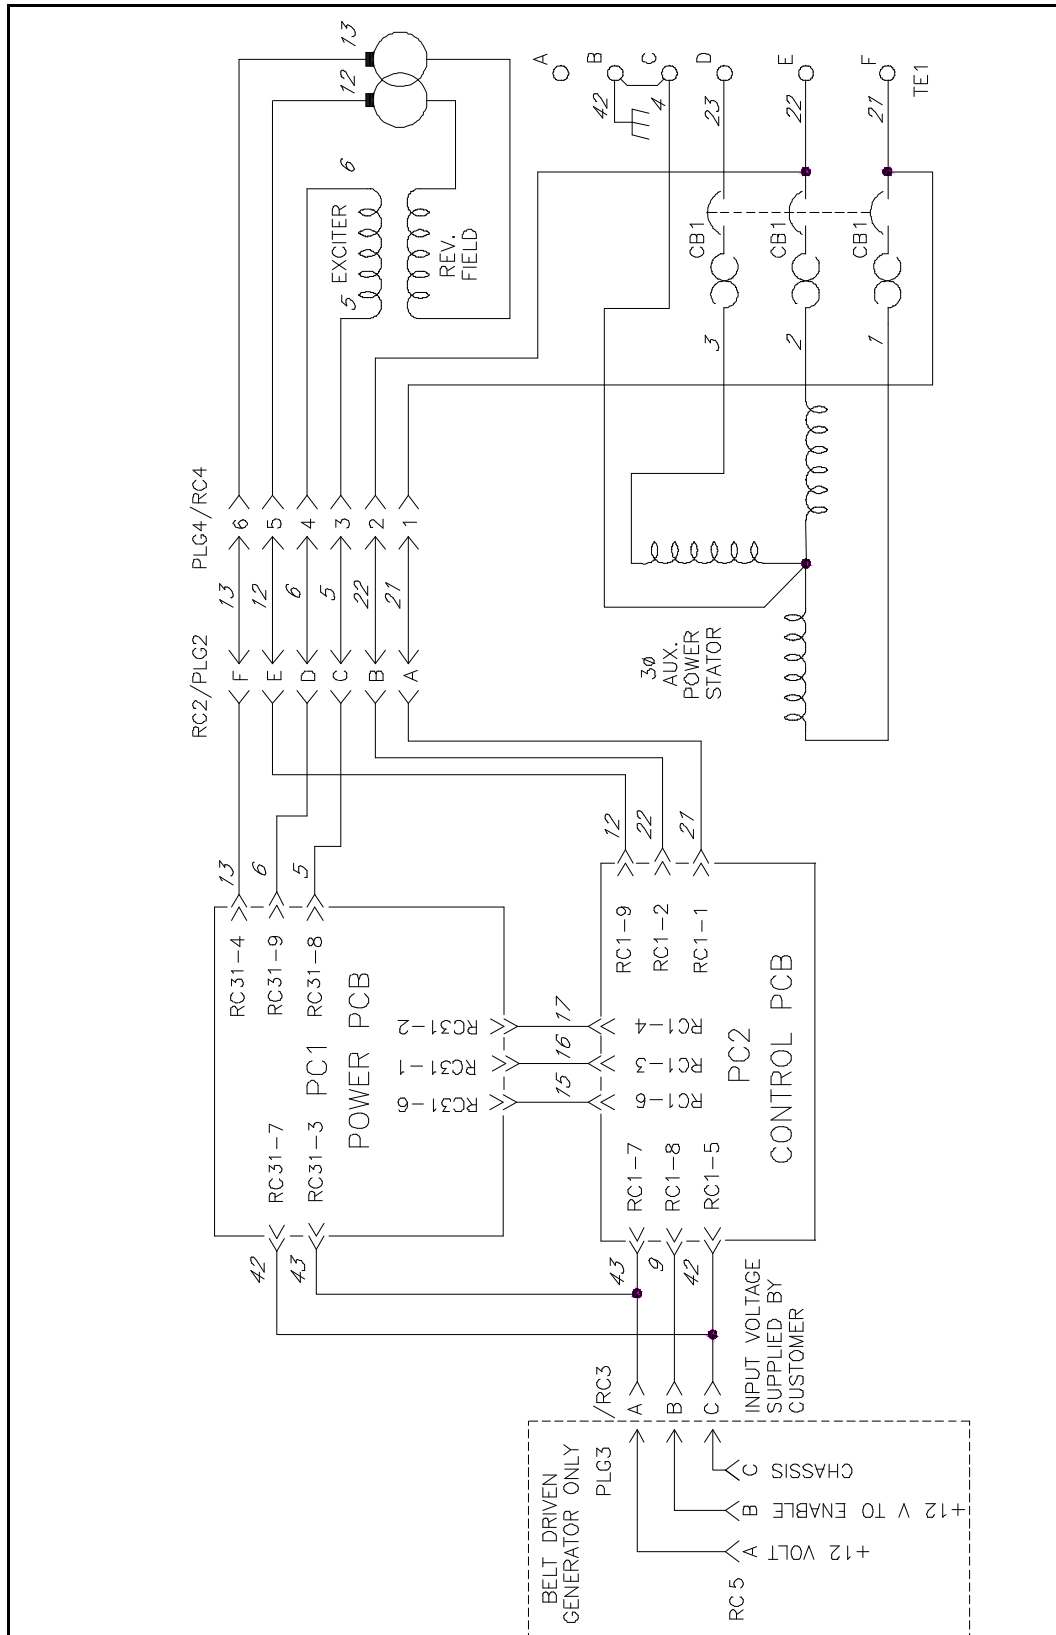 13
12
6
EXCITER
5
REV.
FIELD
A
B
C
D
E
F
TE1
42
4
23
22
21
CB1
CB1
CB1
3
2
1
PLG4/RC4
6
5
4
3
2
1
13
12
6
5
22
21
RC2/PLG2
F
E
D
C
B
A
3ø
AUX.
POWER
STATOR
13
6
5
12
22
21
RC31-4
RC31-9
RC31-8
RC31-2
RC31-1
RC31-6
PC1
POWER PCB
RC31-7
RC31-3
17
16
15
RC1-9
RC1-2
RC1-1
RC1-4
RC1-3
RC1-6
PC2
CONTROL PCB
RC1-7
RC1-8
RC1-5
42
43
43
9
42
INPUT VOLTAGE
SUPPLIED BY
CUSTOMER
/RC3
A
B
C
PLG3
BELT DRIVEN
GENERATOR ONLY
C CHASSIS
B +12 V TO ENABLE
A +12 VOLT
RC5